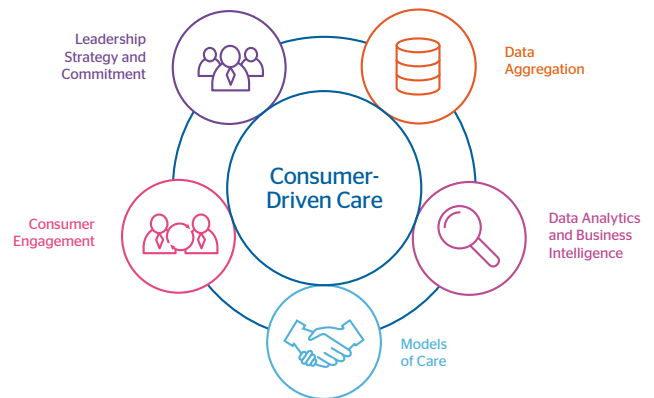 Leadership
Strategy and
Commitment
Data
Aggregation
Consumer-
Driven Care
Consumer
Engagement
Data Analytics
and Business
Intelligence
Models
of Care